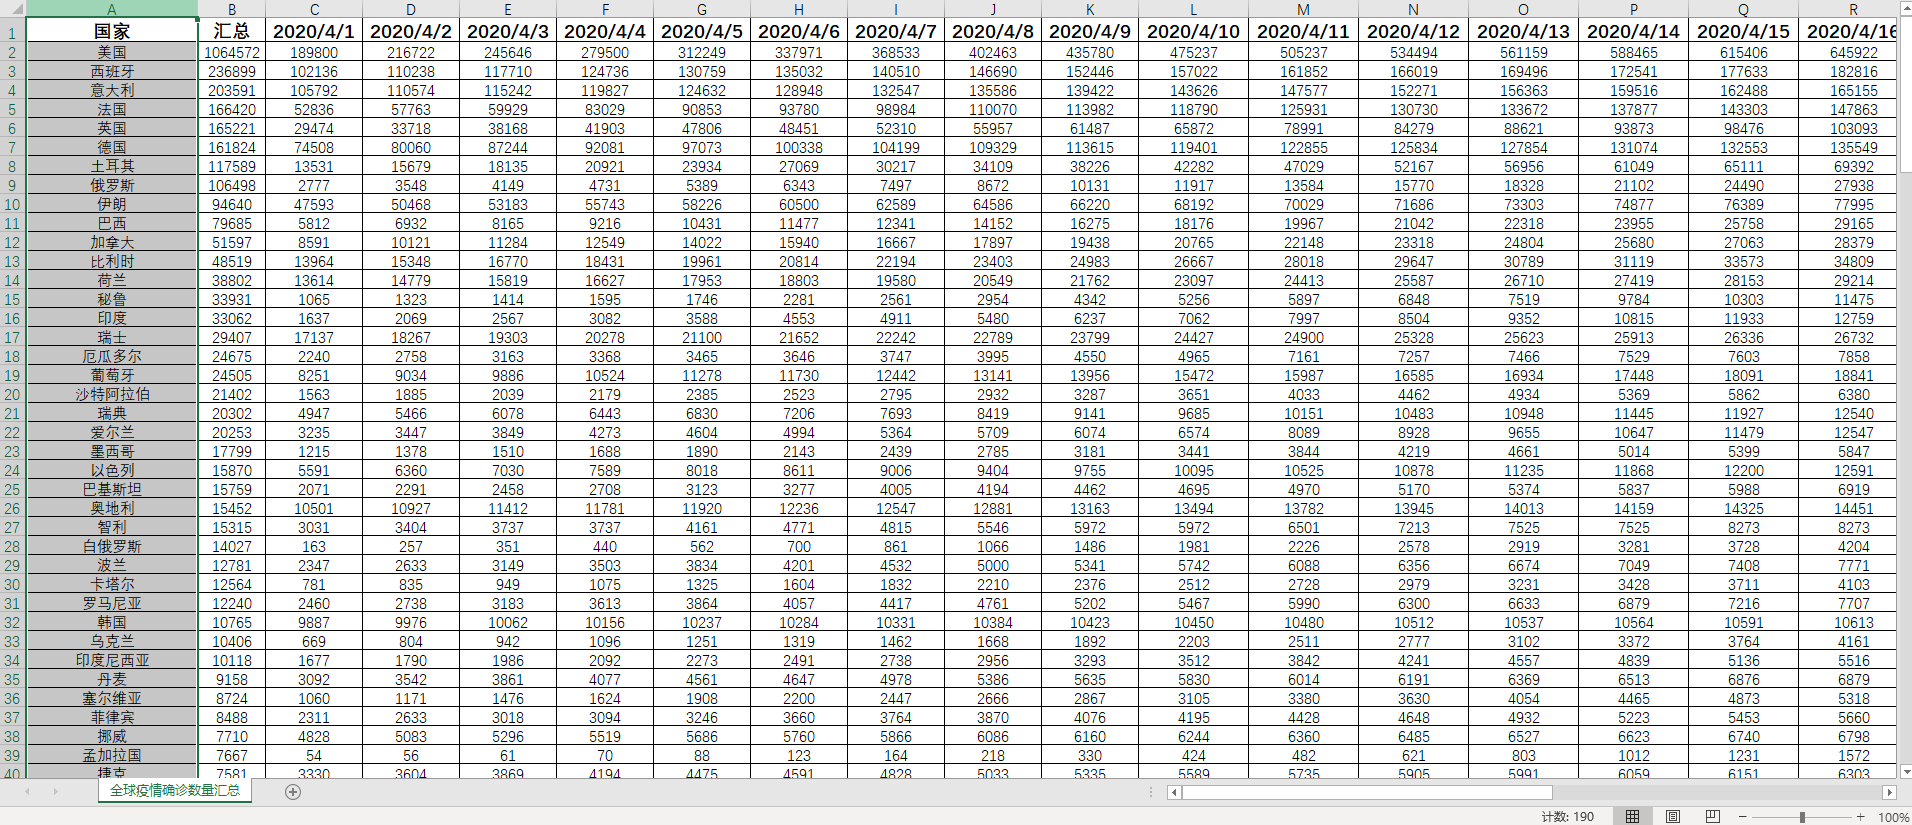 A B C D E F G H I J K L M N O P Q R
1 国家 汇总 2020/4/1 2020/4/2 2020/4/3 2020/4/4 2020/4/5 2020/4/6 2020/4/7 2020/4/8 2020/4/9 2020/4/10 2020/4/11 2020/4/12 2020/4/13 2020/4/14 2020/4/15 2020/4/16
2 美国 1064572 189800 216722 245646 279500 312249 337971 368533 402463 435780 475237 505237 534494 561159 588465 615406 645922
3 西班牙 236899 102136 110238 117710 124736 130759 135032 140510 146690 152446 157022 161852 166019 169496 172541 177633 182816
4 意大利 203591 105792 110574 115242 119827 124632 128948 132547 135586 139422 143626 147577 152271 156363 159516 162488 165155
5 法国 166420 52836 57763 59929 83029 90853 93780 98984 110070 113982 118790 125931 130730 133672 137877 143303 147863
6 英国 165221 29474 33718 38168 41903 47806 48451 52310 55957 61487 65872 78991 84279 88621 93873 98476 103093
7 德国 161824 74508 80060 87244 92081 97073 100338 104199 109329 113615 119401 122855 125834 127854 131074 132553 135549
8 土耳其 117589 13531 15679 18135 20921 23934 27069 30217 34109 38226 42282 47029 52167 56956 61049 65111 69392
9 俄罗斯 106498 2777 3548 4149 4731 5389 6343 7497 8672 10131 11917 13584 15770 18328 21102 24490 27938
10 伊朗 94640 47593 50468 53183 55743 58226 60500 62589 64586 66220 68192 70029 71686 73303 74877 76389 77995
11 巴西 79685 5812 6932 8165 9216 10431 11477 12341 14152 16275 18176 19967 21042 22318 23955 25758 29165
12 加拿大 51597 8591 10121 11284 12549 14022 15940 16667 17897 19438 20765 22148 23318 24804 25680 27063 28379
13 比利时 48519 13964 15348 16770 18431 19961 20814 22194 23403 24983 26667 28018 29647 30789 31119 33573 34809
14 荷兰 38802 13614 14779 15819 16627 17953 18803 19580 20549 21762 23097 24413 25587 26710 27419 28153 29214
15 秘鲁 33931 1065 1323 1414 1595 1746 2281 2561 2954 4342 5256 5897 6848 7519 9784 10303 11475
16 印度 33062 1637 2069 2567 3082 3588 4553 4911 5480 6237 7062 7997 8504 9352 10815 11933 12759
17 瑞士 29407 17137 18267 19303 20278 21100 21652 22242 22789 23799 24427 24900 25328 25623 25913 26336 26732
18 厄瓜多尔 24675 2240 2758 3163 3368 3465 3646 3747 3995 4550 4965 7161 7257 7466 7529 7603 7858
19 葡萄牙 24505 8251 9034 9886 10524 11278 11730 12442 13141 13956 15472 15987 16585 16934 17448 18091 18841
20 沙特阿拉伯 21402 1563 1885 2039 2179 2385 2523 2795 2932 3287 3651 4033 4462 4934 5369 5862 6380
21 瑞典 20302 4947 5466 6078 6443 6830 7206 7693 8419 9141 9685 10151 10483 10948 11445 11927 12540
22 爱尔兰 20253 3235 3447 3849 4273 4604 4994 5364 5709 6074 6574 8089 8928 9655 10647 11479 12547
23 墨西哥 17799 1215 1378 1510 1688 1890 2143 2439 2785 3181 3441 3844 4219 4661 5014 5399 5847
24 以色列 15870 5591 6360 7030 7589 8018 8611 9006 9404 9755 10095 10525 10878 11235 11868 12200 12591
25 巴基斯坦 15759 2071 2291 2458 2708 3123 3277 4005 4194 4462 4695 4970 5170 5374 5837 5988 6919
26 奥地利 15452 10501 10927 11412 11781 11920 12236 12547 12881 13163 13494 13782 13945 14013 14159 14325 14451
27 智利 15315 3031 3404 3737 3737 4161 4771 4815 5546 5972 5972 6501 7213 7525 7525 8273 8273
28 白俄罗斯 14027 163 257 351 440 562 700 861 1066 1486 1981 2226 2578 2919 3281 3728 4204
29 波兰 12781 2347 2633 3149 3503 3834 4201 4532 5000 5341 5742 6088 6356 6674 7049 7408 7771
30 卡塔尔 12564 781 835 949 1075 1325 1604 1832 2210 2376 2512 2728 2979 3231 3428 3711 4103
31 罗马尼亚 12240 2460 2738 3183 3613 3864 4057 4417 4761 5202 5467 5990 6300 6633 6879 7216 7707
32 韩国 10765 9887 9976 10062 10156 10237 10284 10331 10384 10423 10450 10480 10512 10537 10564 10591 10613
33 乌克兰 10406 669 804 942 1096 1251 1319 1462 1668 1892 2203 2511 2777 3102 3372 3764 4161
34 印度尼西亚 10118 1677 1790 1986 2092 2273 2491 2738 2956 3293 3512 3842 4241 4557 4839 5136 5516
35 丹麦 9158 3092 3542 3861 4077 4561 4647 4978 5386 5635 5830 6014 6191 6369 6513 6876 6879
36 塞尔维亚 8724 1060 1171 1476 1624 1908 2200 2447 2666 2867 3105 3380 3630 4054 4465 4873 5318
37 菲律宾 8488 2311 2633 3018 3094 3246 3660 3764 3870 4076 4195 4428 4648 4932 5223 5453 5660
38 挪威 7710 4828 5083 5296 5519 5686 5760 5866 6086 6160 6244 6360 6485 6527 6623 6740 6798
39 孟加拉国 7667 54 56 61 70 88 123 164 218 330 424 482 621 803 1012 1231 1572
40 捷克 7581 3330 3604 3869 4194 4475 4591 4828 5033 5335 5589 5735 5905 5991 6059 6151 6303
全球疫情确诊数量汇总
计数: 190 100%